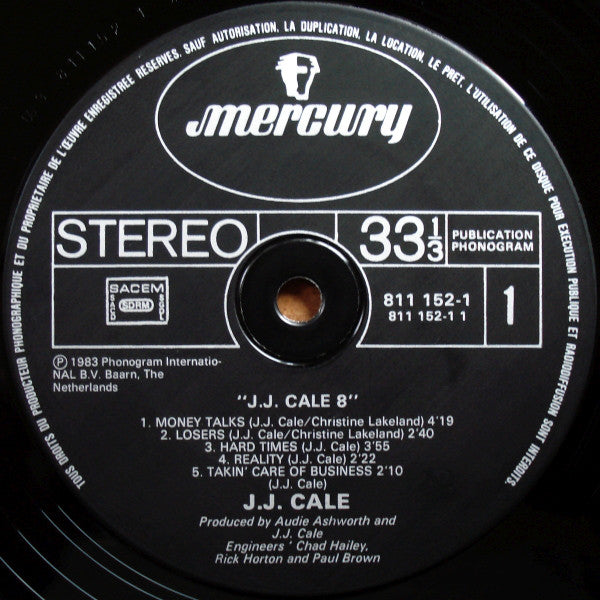 TOUS DROITS DU PRODUCTEUR PHONOGRAPHIQUE ET DU PROPRIETAIRE DE L'ŒUVRE ENREGISTREE RESERVES. SAUF AUTORISATION, LA DUPLICATION, LA LOCATION, LE PRET, L'UTILISATION DE CE DISQUE POUR EXECUTION PUBLIQUE ET RADIODIFFUSION SONT INTERDITS.
mercury
STEREO
33 1/3
PUBLICATION
PHONOGRAM
SACEM
SACD
SDRM
SGDL
811 152-1
811 152-1 1
1
℗ 1983 Phonogram Internatio-
NAL B.V. Baarn, The
Netherlands
"J.J. CALE 8"
1. MONEY TALKS (J.J. Cale/Christine Lakeland) 4'19
2. LOSERS (J.J. Cale/Christine Lakeland) 2'40
3. HARD TIMES (J.J. Cale) 3'55
4. REALITY (J.J. Cale) 2'22
5. TAKIN' CARE OF BUSINESS 2'10
(J.J. Cale)
J.J. CALE
Produced by Audie Ashworth and
J.J. Cale
Engineers ' Chad Hailey,
Rick Horton and Paul Brown